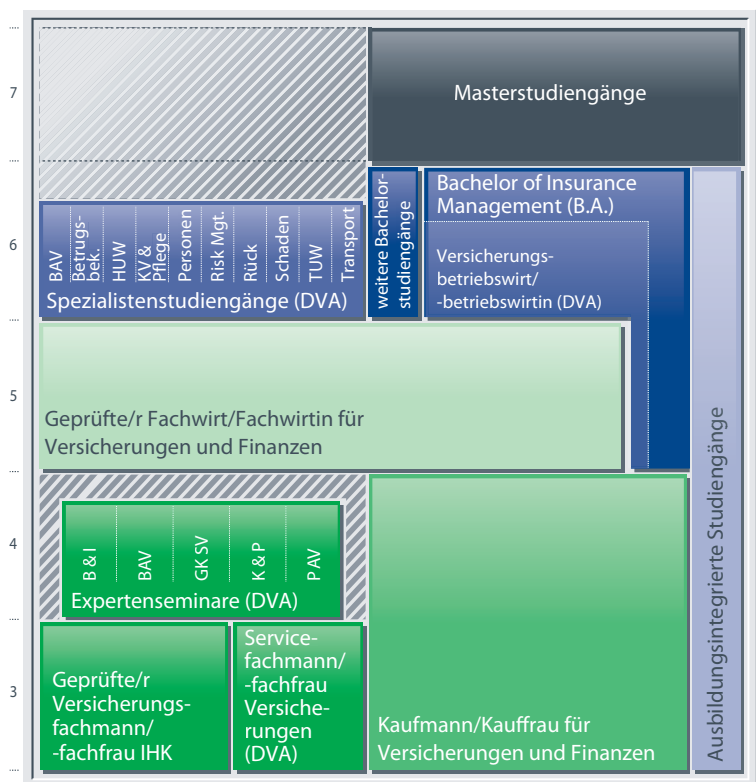 7
Masterstudiengänge
6
BAV
Betrugs-
bek.
HUW
KV &
Pflege
Personen
Risk Mgt.
Rück
Schaden
TUW
Transport
Spezialistenstudiengänge (DVA)
weitere Bachelor-
studiengänge
Bachelor of Insurance
Management (B.A.)
Versicherungs-
betriebswirt/
-betriebswirtin (DVA)
5
Geprüfte/r Fachwirt/Fachwirtin für
Versicherungen und Finanzen
Ausbildungsintegrierte Studiengänge
4
B & I
BAV
GK SV
K & P
P AV
Expertenseminare (DVA)
3
Geprüfte/r
Versicherungs-
fachmann/
-fachfrau IHK
Service-
fachmann/
-fachfrau
Versiche-
rungen
(DVA)
Kaufmann/Kauffrau für
Versicherungen und Finanzen